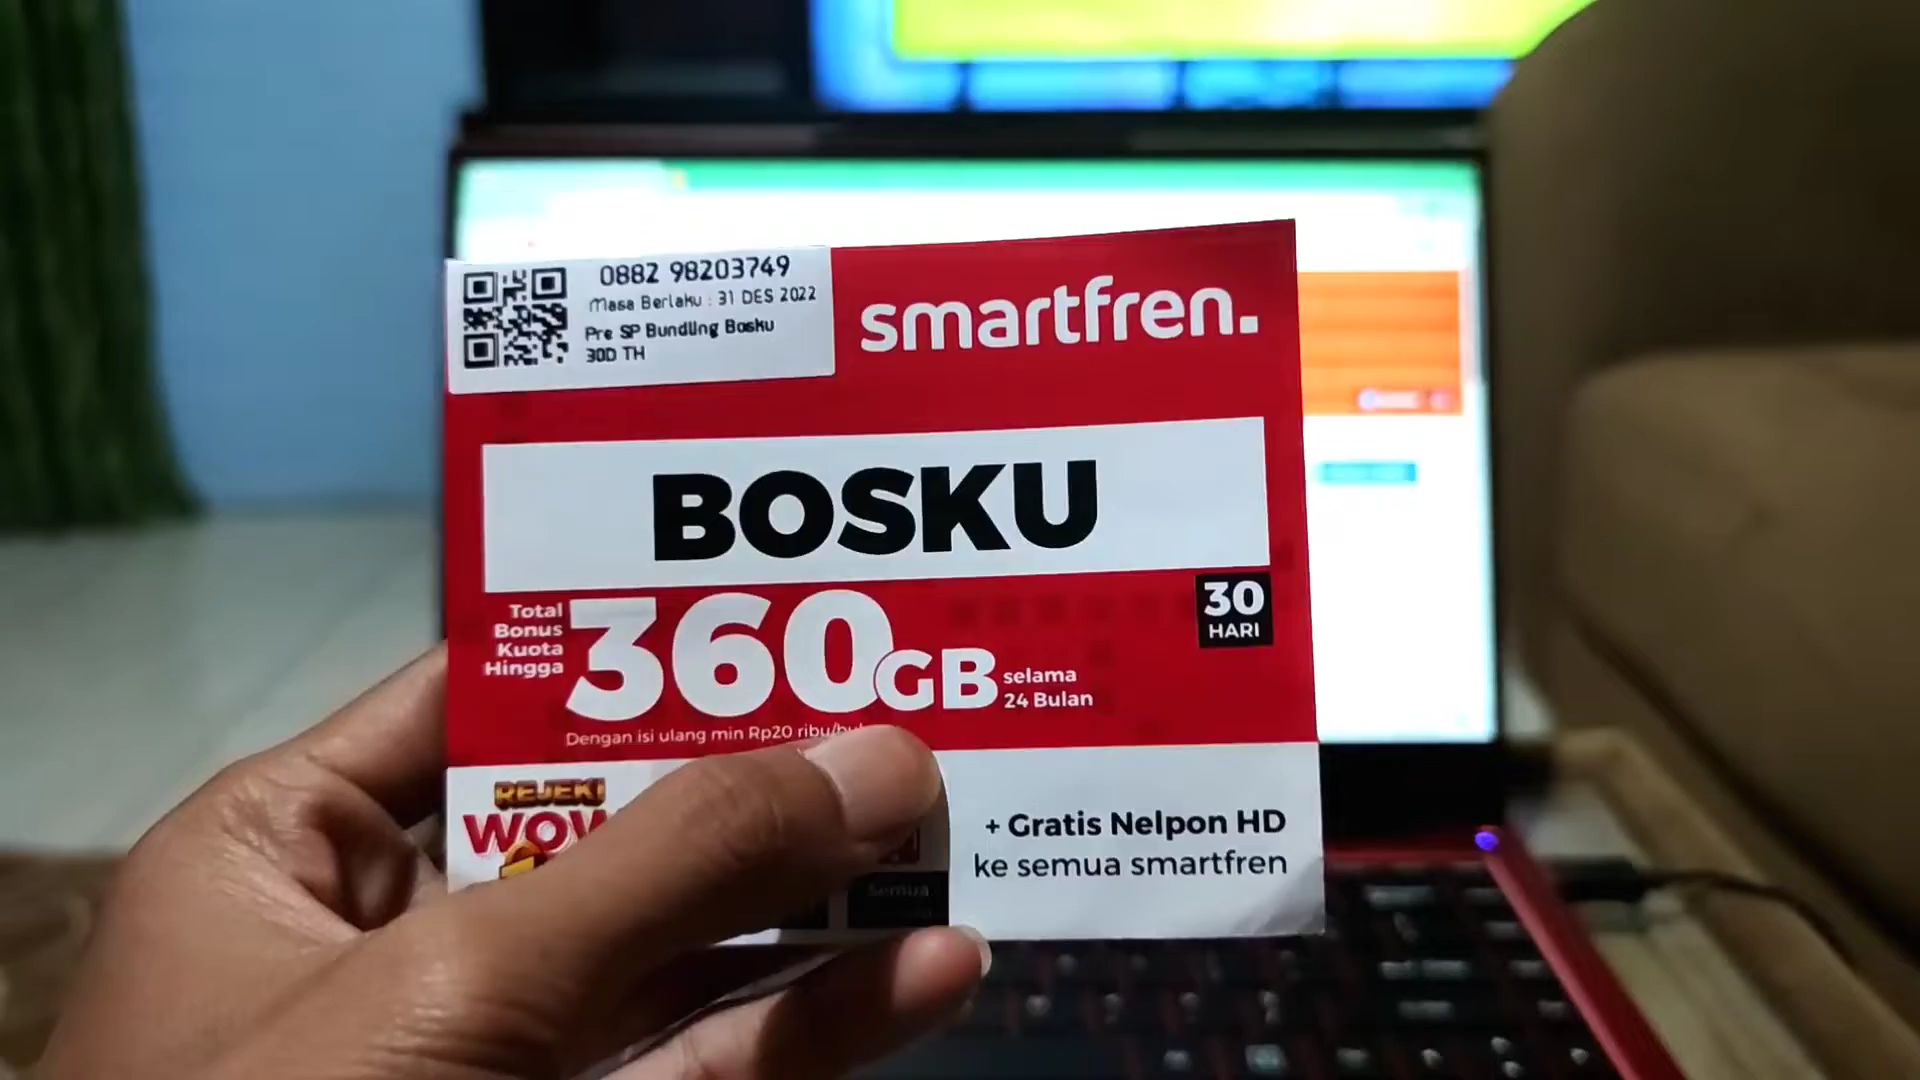 0882 98203749
Masa Berlaku : 31 DES 2022
Pre SP Bundling Bosku
30D TH
smartfren.
BOSKU
Total
Bonus
Kuota
Hingga
360GB
selama
24 Bulan
30
HARI
Dengan isi ulang min Rp20 ribu/
REJEKI
WOW
Semua
+ Gratis Nelpon HD
ke semua smartfren